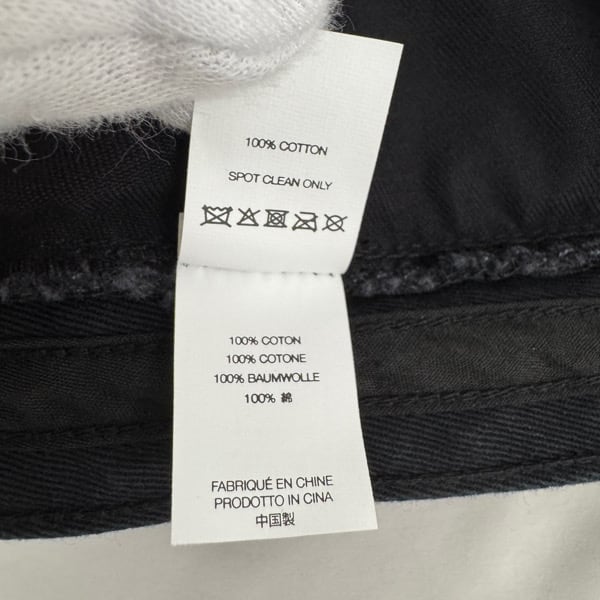 100% COTTON
SPOT CLEAN ONLY
100% COTON
100% COTONE
100% BAUMWOLLE
100% 綿
FABRIQUÉ EN CHINE
PRODOTTO IN CINA
中国製